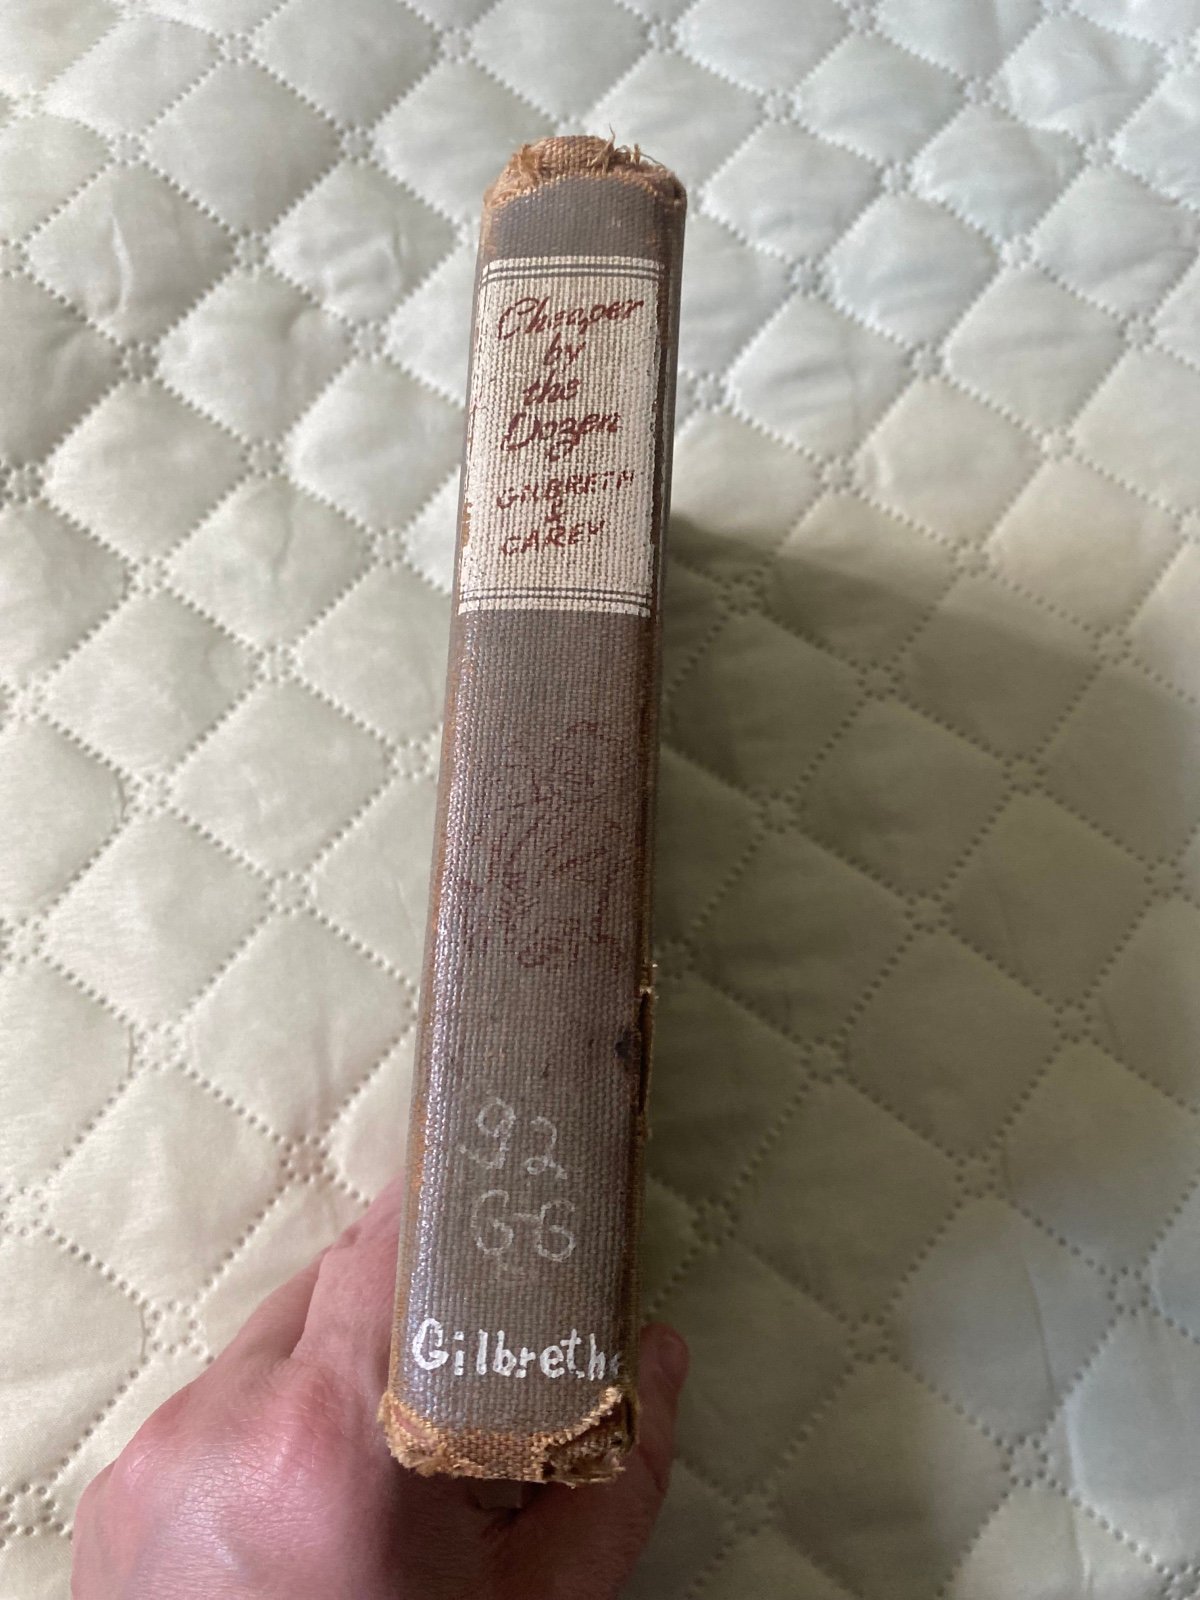 Cheaper
by
the
Dozen
GILBRETH
&
CAREY
92
G-G
Gilbreth